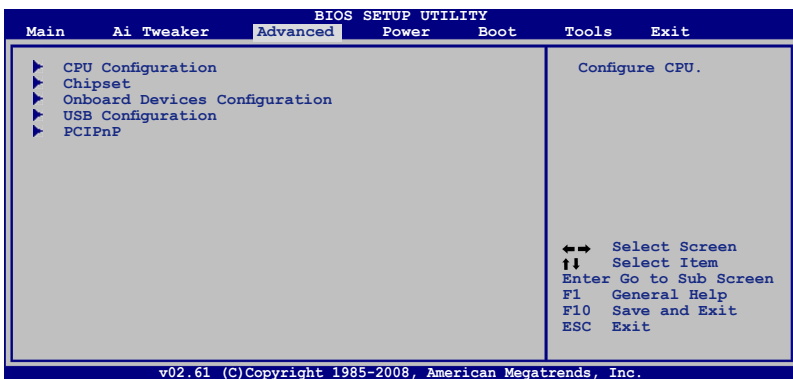 BIOS SETUP UTILITY
Main Ai Tweaker Advanced Power Boot Tools Exit
CPU Configuration
Chipset
Onboard Devices Configuration
USB Configuration
PCIPnP
Configure CPU.
Select Screen
Select Item
Enter Go to Sub Screen
F1 General Help
F10 Save and Exit
ESC Exit
v02.61 (C)Copyright 1985-2008, American Megatrends, Inc.